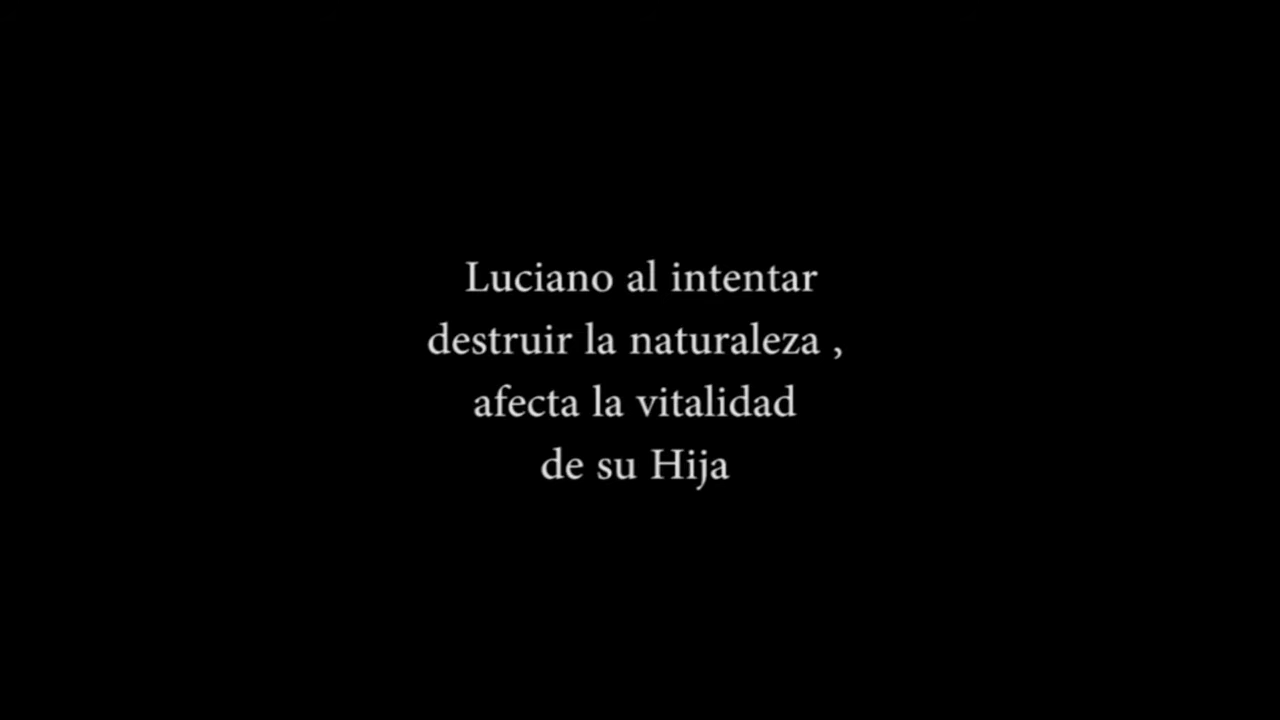 Luciano al intentar
destruir la naturaleza ,
afecta la vitalidad
de su Hija